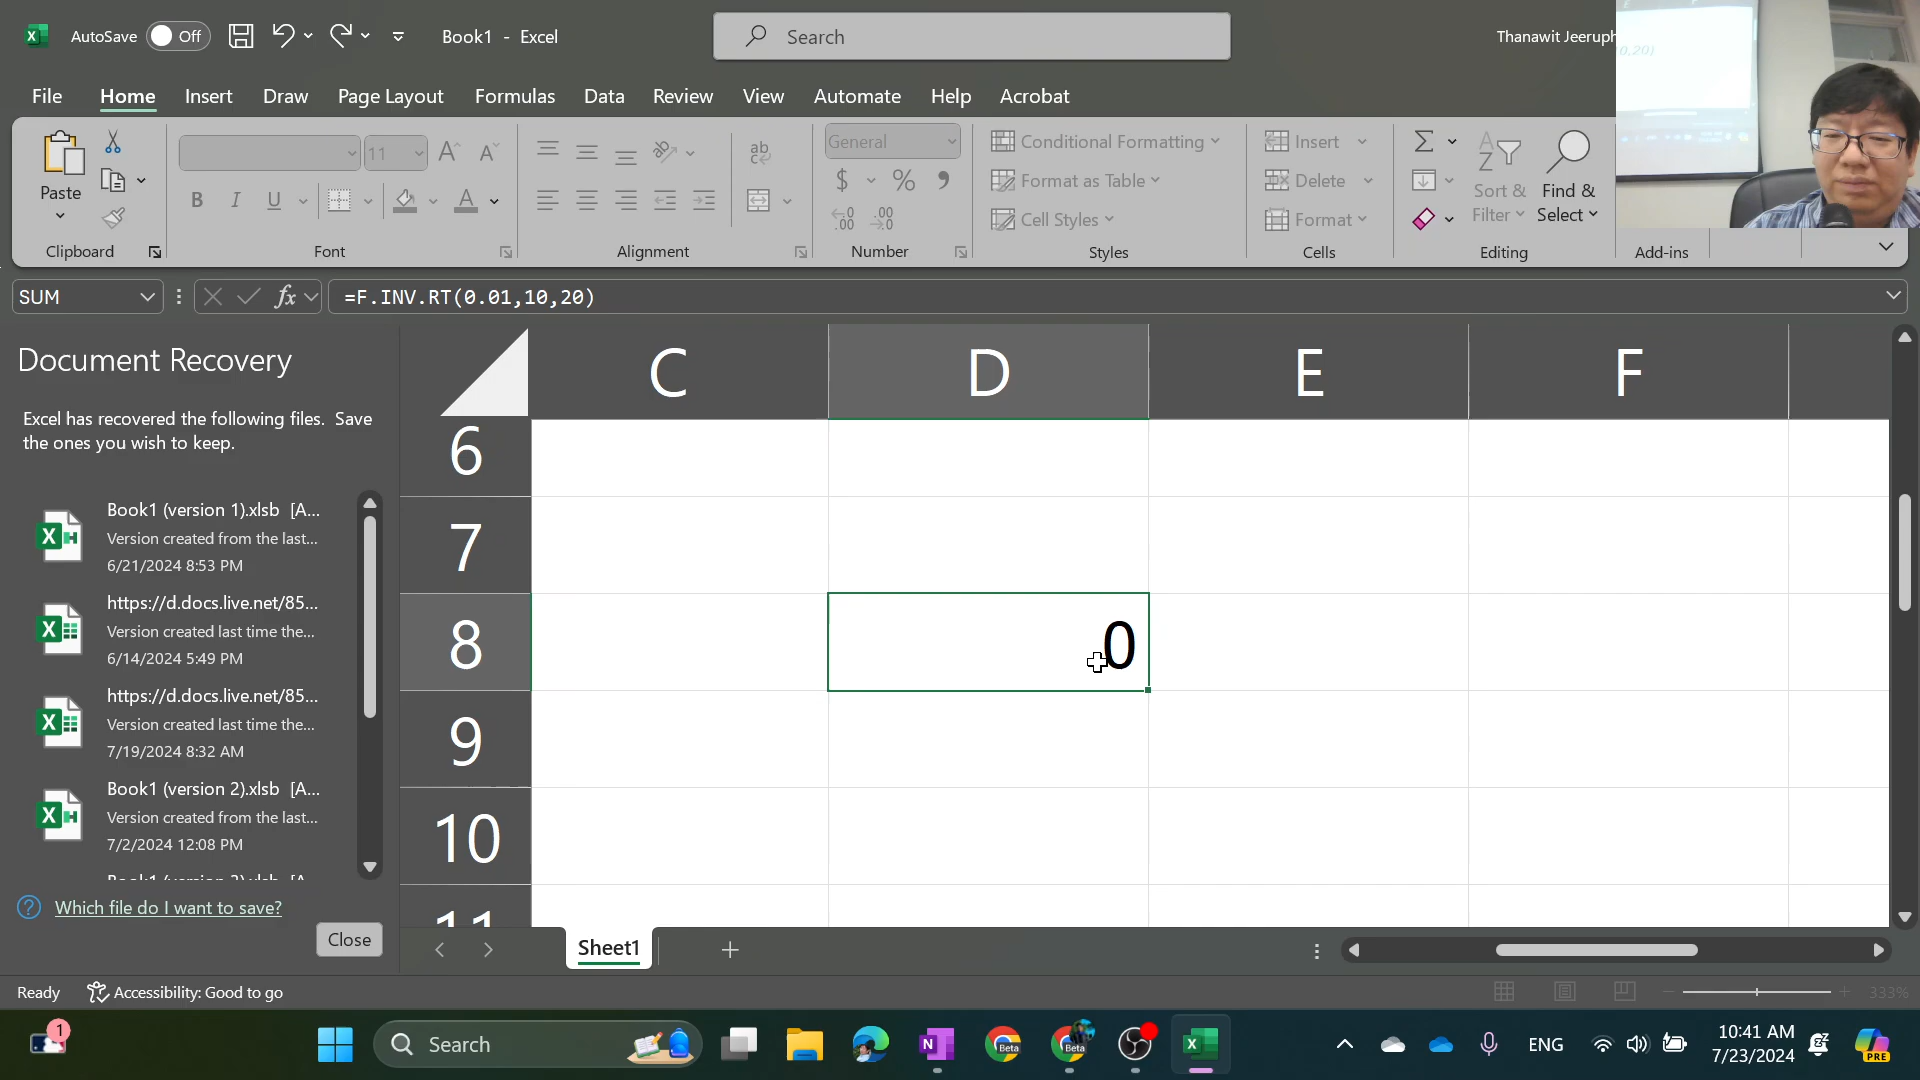 AutoSave Off Book1 - Excel Search Thanawit Jeeruph
File Home Insert Draw Page Layout Formulas Data Review View Automate Help Acrobat
Paste
Clipboard
11
B I U
Font
ab
Alignment
General
$ % 9
Number
Conditional Formatting
Format as Table
Cell Styles
Styles
Insert
Delete
Format
Cells
Sort &
Filter
Find &
Select
Editing
Add-ins
SUM fx =F.INV.RT(0.01,10,20)
Document Recovery
Excel has recovered the following files. Save
the ones you wish to keep.
Book1 (version 1).xlsb [A...
Version created from the last...
6/21/2024 8:53 PM
https://d.docs.live.net/85...
Version created last time the...
6/14/2024 5:49 PM
https://d.docs.live.net/85...
Version created last time the...
7/19/2024 8:32 AM
Book1 (version 2).xlsb [A...
Version created from the last...
7/2/2024 12:08 PM
Which file do I want to save?
Close
C D E F
6
7
8 0
9
10
11
Sheet1
Ready Accessibility: Good to go 333%
1 Search ENG 10:41 AM
7/23/2024
PRE